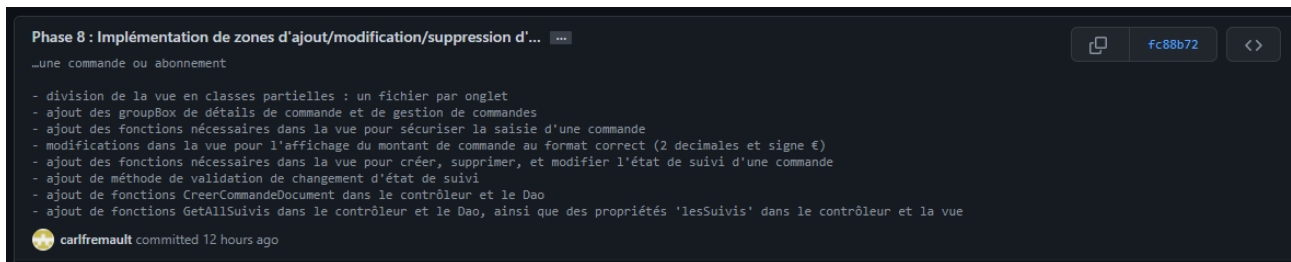 Phase 8 : Implémentation de zones d'ajout/modification/suppression d'... ...
fc88b72
…une commande ou abonnement
- division de la vue en classes partielles : un fichier par onglet
- ajout des groupBox de détails de commande et de gestion de commandes
- ajout des fonctions nécessaires dans la vue pour sécuriser la saisie d'une commande
- modifications dans la vue pour l'affichage du montant de commande au format correct (2 decimales et signe €)
- ajout des fonctions nécessaires dans la vue pour créer, supprimer, et modifier l'état de suivi d'une commande
- ajout de méthode de validation de changement d'état de suivi
- ajout de fonctions CreerCommandeDocument dans le contrôleur et le Dao
- ajout de fonctions GetAllSuivis dans le contrôleur et le Dao, ainsi que des propriétés 'lesSuivis' dans le contrôleur et la vue
carlfremault committed 12 hours ago